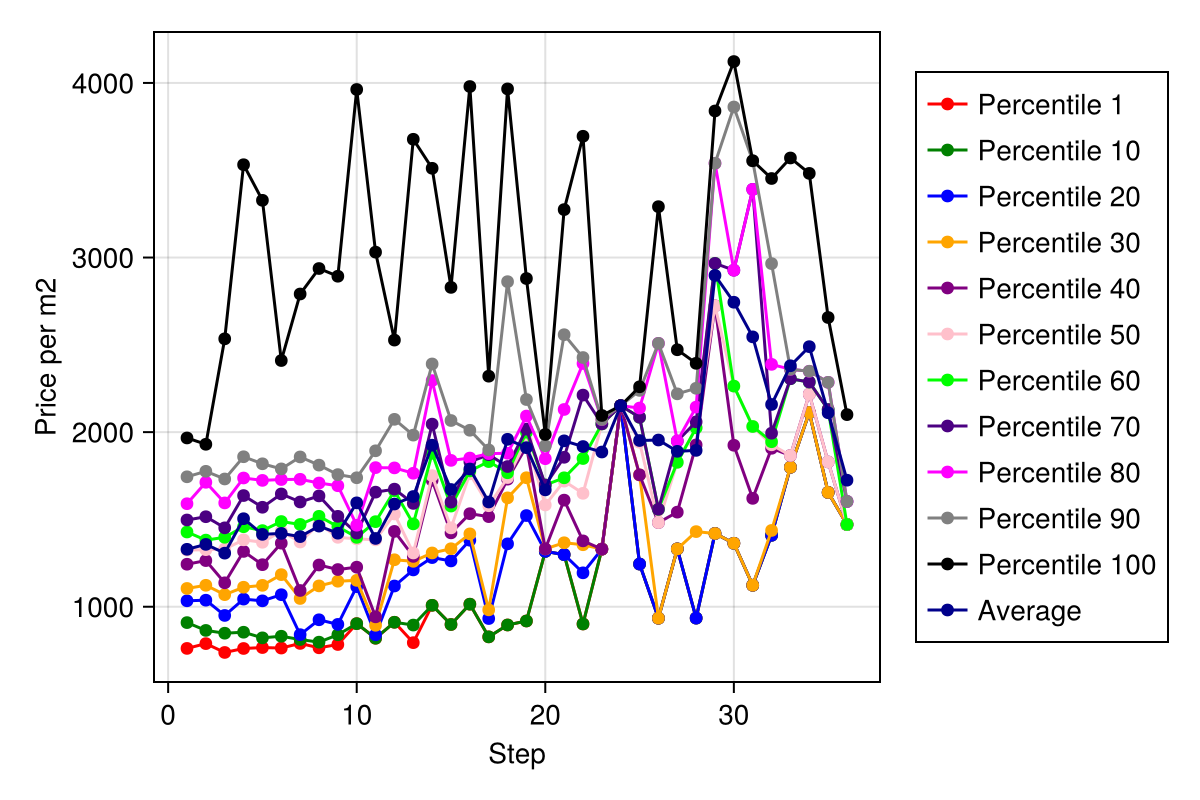 4000
3000
2000
1000
Price per m2
0
10
20
30
Step
Percentile 1
Percentile 10
Percentile 20
Percentile 30
Percentile 40
Percentile 50
Percentile 60
Percentile 70
Percentile 80
Percentile 90
Percentile 100
Average